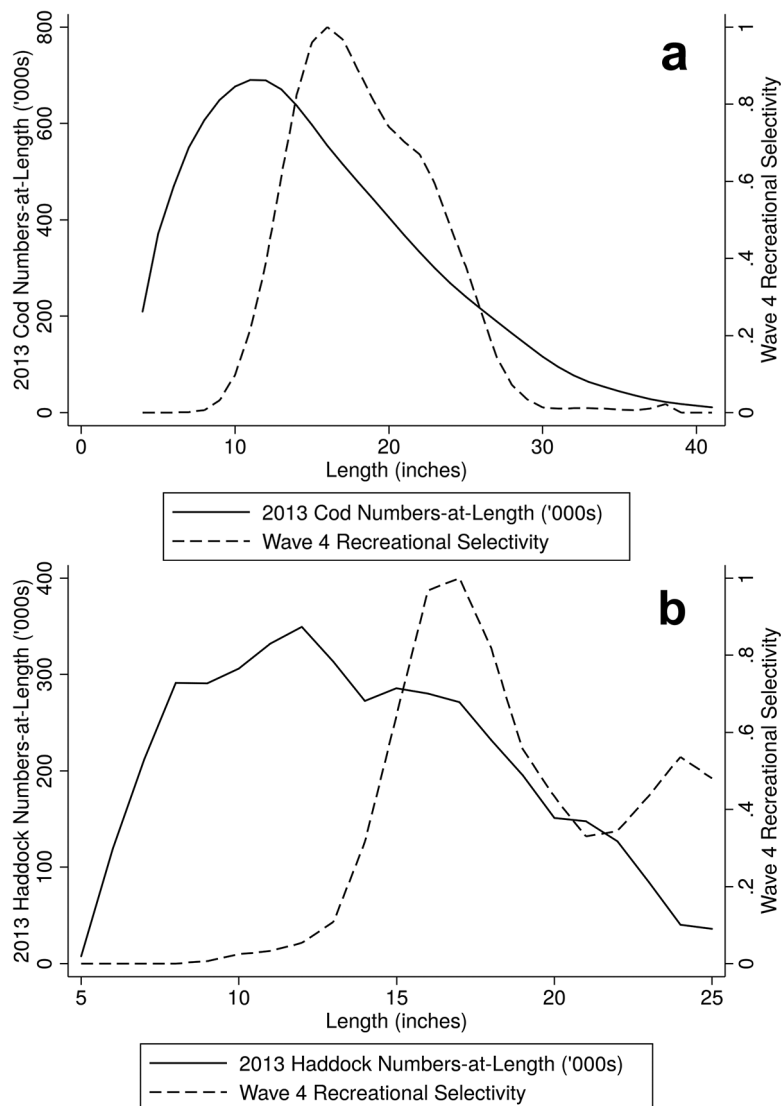 a
2013 Cod Numbers-at-Length ('000s)
800
600
400
200
0
Wave 4 Recreational Selectivity
1
.8
.6
.4
.2
0
0 10 20 30 40
Length (inches)
2013 Cod Numbers-at-Length ('000s)
Wave 4 Recreational Selectivity
b
2013 Haddock Numbers-at-Length ('000s)
400
300
200
100
0
Wave 4 Recreational Selectivity
1
.8
.6
.4
.2
0
5 10 15 20 25
Length (inches)
2013 Haddock Numbers-at-Length ('000s)
Wave 4 Recreational Selectivity